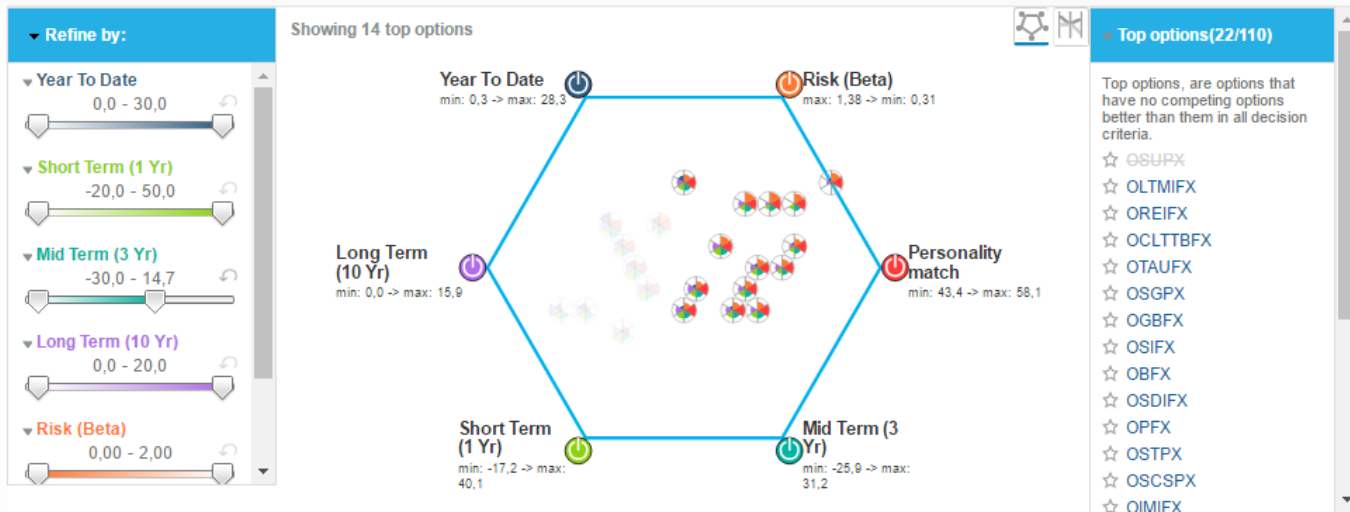 Refine by:
Year To Date
0,0 - 30,0
Short Term (1 Yr)
-20,0 - 50,0
Mid Term (3 Yr)
-30,0 - 14,7
Long Term (10 Yr)
0,0 - 20,0
Risk (Beta)
0,00 - 2,00
Showing 14 top options
Year To Date
min: 0,3 -> max: 28,3
Risk (Beta)
max: 1,38 -> min: 0,31
Long Term
(10 Yr)
min: 0,0 -> max: 15,9
Personality
match
min: 43,4 -> max: 58,1
Short Term
(1 Yr)
min: -17,2 -> max:
40,1
Mid Term (3
Yr)
min: -25,9 -> max:
31,2
Top options(22/110)
Top options, are options that
have no competing options
better than them in all decision
criteria.
OSUPX
OLTMIFX
OREIFX
OCLTTBFX
OTAUFX
OSGPX
OGBFX
OSIFX
OBFX
OSDIFX
OPFX
OSTPX
OSCSPX
OIMIFX